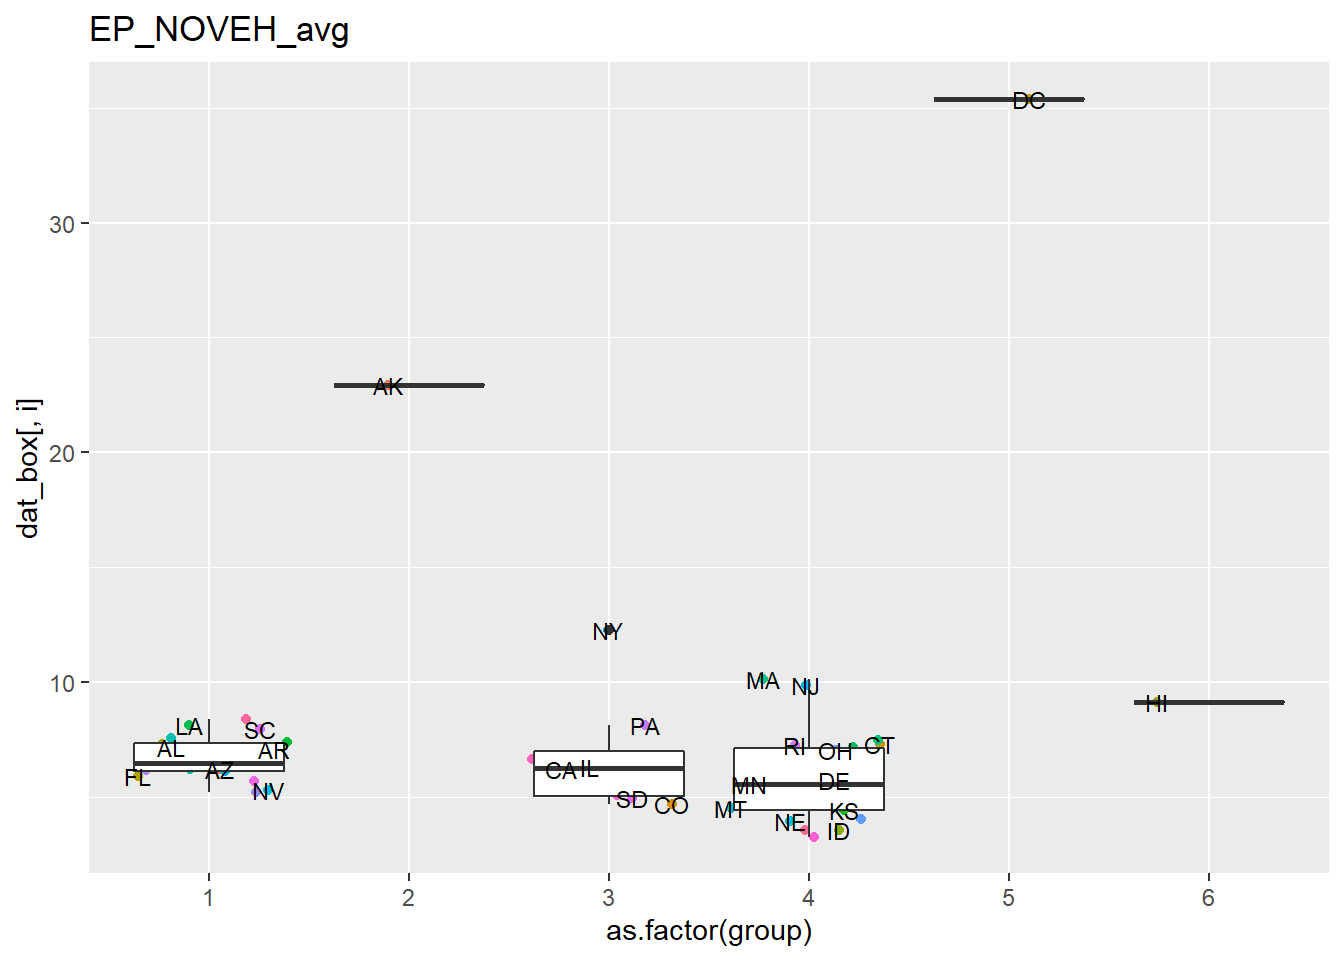 EP_NOVEH_avg
dat_box[, i]
30
20
10
DC
AK
NY
MA
NJ
HI
LA
SC
AL
AR
FL
AZ
NV
PA
CA
IL
SD
CO
RI
OH
CT
MN
DE
MT
NE
KS
ID
1 2 3 4 5 6
as.factor(group)